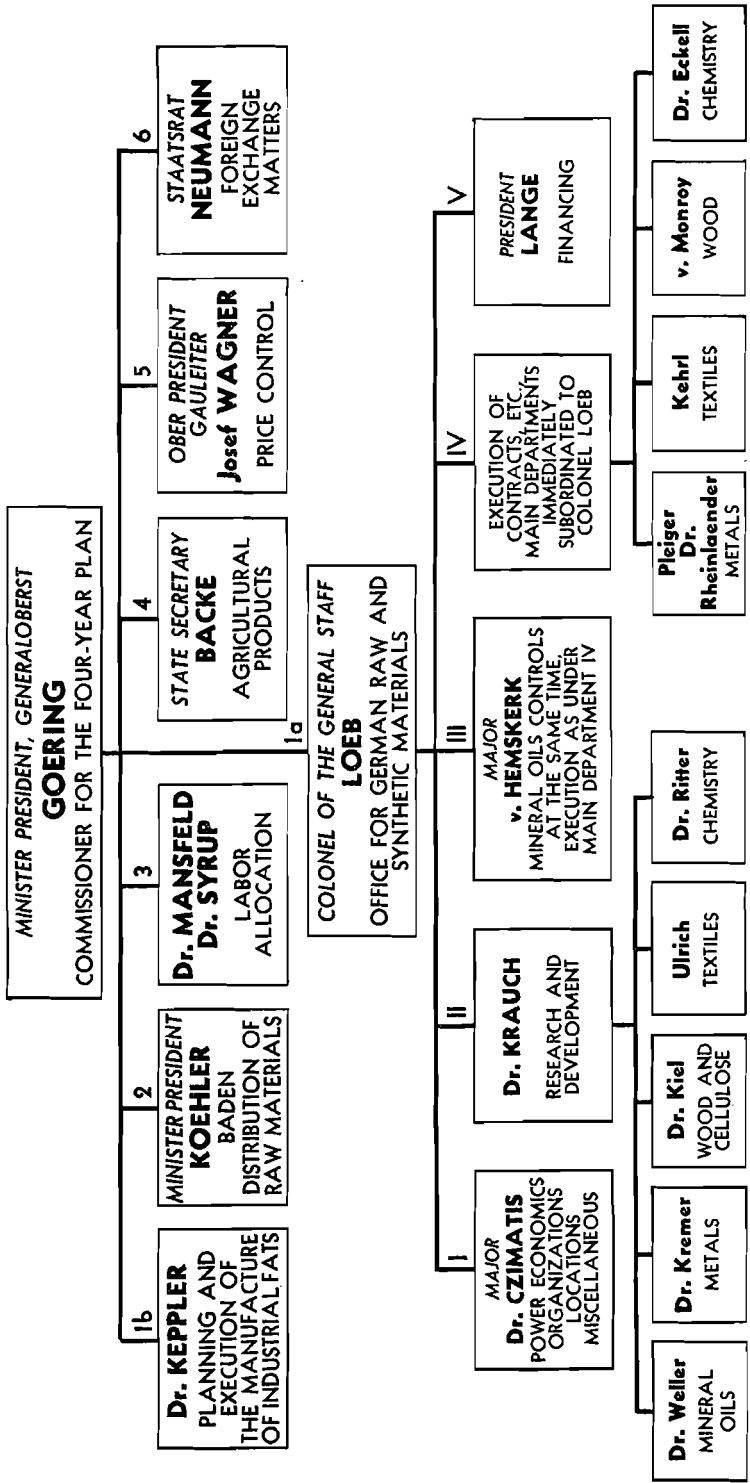 MINISTER PRESIDENT, GENERALOBERST
GOERING
COMMISSIONER FOR THE FOUR-YEAR PLAN
1b
Dr. KEPPLER
PLANNING AND
EXECUTION OF
THE MANUFACTURE
OF INDUSTRIAL FATS
2
MINISTER PRESIDENT
KOEHLER
BADEN
DISTRIBUTION OF
RAW MATERIALS
3
Dr. MANSFELD
Dr. SYRUP
LABOR
ALLOCATION
4
STATE SECRETARY
BACKE
AGRICULTURAL
PRODUCTS
5
OBER PRESIDENT
GAULEITER
Josef WAGNER
PRICE CONTROL
6
STAATSRAT
NEUMANN
FOREIGN
EXCHANGE
MATTERS
1a
COLONEL OF THE GENERAL STAFF
LOEB
OFFICE FOR GERMAN RAW AND
SYNTHETIC MATERIALS
I
MAJOR
Dr. CZIMATIS
POWER ECONOMICS
ORGANIZATIONS
LOCATIONS
MISCELLANEOUS
II
Dr. KRAUCH
RESEARCH AND
DEVELOPMENT
III
MAJOR
v. HEMSKERK
MINERAL OILS CONTROLS
AT THE SAME TIME,
EXECUTION AS UNDER
MAIN DEPARTMENT IV
IV
EXECUTION OF
CONTRACTS, ETC.,
MAIN DEPARTMENTS
IMMEDIATELY
SUBORDINATED TO
COLONEL LOEB
V
PRESIDENT
LANGE
FINANCING
Dr. Weller
MINERAL
OILS
Dr. Kremer
METALS
Dr. Kiel
WOOD AND
CELLULOSE
Ulrich
TEXTILES
Dr. Ritter
CHEMISTRY
Pleiger
Dr.
Rheinlaender
METALS
Kehrl
TEXTILES
v. Monroy
WOOD
Dr. Eckell
CHEMISTRY